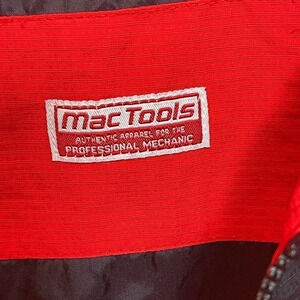 mac Tools
AUTHENTIC APPAREL FOR THE
PROFESSIONAL MECHANIC